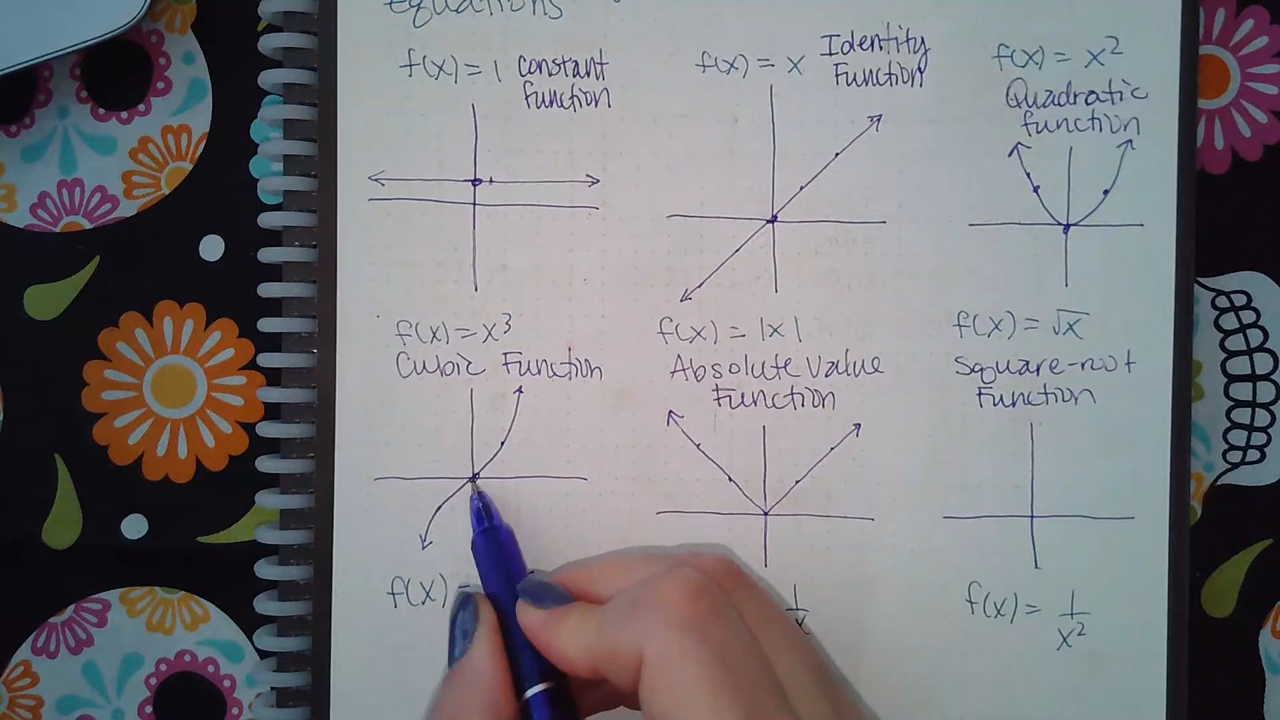 Equations
f(x) = 1 Constant
function
f(x) = x Identity
Function
f(x) = x²
Quadratic
function
f(x) = x³
Cubic Function
f(x) = |x|
Absolute Value
Function
f(x) = √x
Square-root
Function
f(x) =
1
x
f(x) = 1
x²